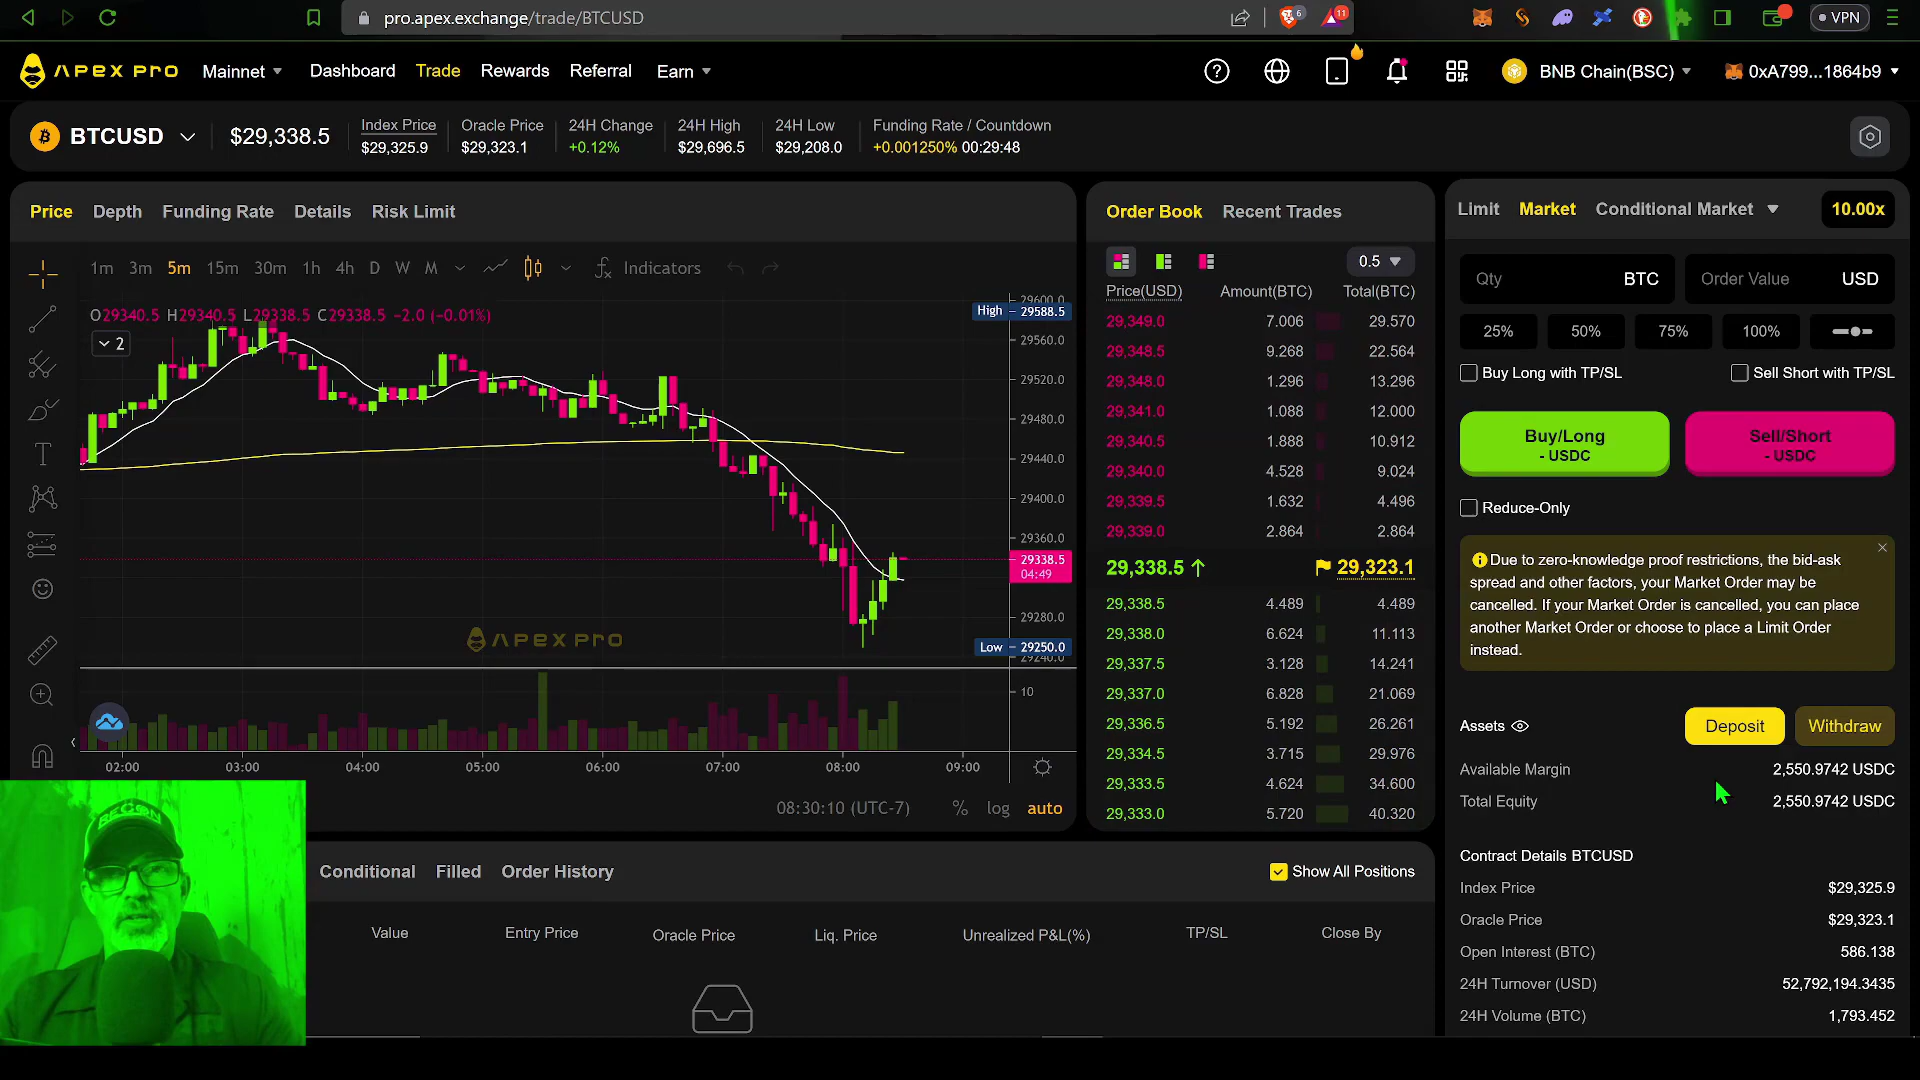 pro.apex.exchange/trade/BTCUSD
6
11
VPN
APEX PRO
Mainnet
Dashboard
Trade
Rewards
Referral
Earn
BNB Chain(BSC)
0xA799...1864b9
BTCUSD
$29,338.5
Index Price
$29,325.9
Oracle Price
$29,323.1
24H Change
+0.12%
24H High
$29,696.5
24H Low
$29,208.0
Funding Rate / Countdown
+0.001250% 00:29:48
Price
Depth
Funding Rate
Details
Risk Limit
1m 3m 5m 15m 30m 1h 4h D W M
Indicators
O29340.5 H29340.5 L29338.5 C29338.5 -2.0 (-0.01%)
2
29600.0
High
29588.5
29560.0
29520.0
29480.0
29440.0
29400.0
29360.0
29338.5
04:49
29280.0
Low
29250.0
29240.0
10
APEX PRO
02:00 03:00 04:00 05:00 06:00 07:00 08:00 09:00
08:30:10 (UTC-7)
%
log
auto
Order Book
Recent Trades
0.5
Price(USD) Amount(BTC) Total(BTC)
29,349.0 7.006 29.570
29,348.5 9.268 22.564
29,348.0 1.296 13.296
29,341.0 1.088 12.000
29,340.5 1.888 10.912
29,340.0 4.528 9.024
29,339.5 1.632 4.496
29,339.0 2.864 2.864
29,338.5 ↑ 29,323.1
29,338.5 4.489 4.489
29,338.0 6.624 11.113
29,337.5 3.128 14.241
29,337.0 6.828 21.069
29,336.5 5.192 26.261
29,334.5 3.715 29.976
29,333.5 4.624 34.600
29,333.0 5.720 40.320
Limit
Market
Conditional Market
10.00x
Qty
BTC
Order Value
USD
25%
50%
75%
100%
Buy Long with TP/SL
Sell Short with TP/SL
Buy/Long
- USDC
Sell/Short
- USDC
Reduce-Only
Due to zero-knowledge proof restrictions, the bid-ask
spread and other factors, your Market Order may be
cancelled. If your Market Order is cancelled, you can place
another Market Order or choose to place a Limit Order
instead.
Assets
Deposit
Withdraw
Available Margin
2,550.9742 USDC
Total Equity
2,550.9742 USDC
Contract Details BTCUSD
Index Price
$29,325.9
Oracle Price
$29,323.1
Open Interest (BTC)
586.138
24H Turnover (USD)
52,792,194.3435
24H Volume (BTC)
1,793.452
Conditional
Filled
Order History
Show All Positions
Value
Entry Price
Oracle Price
Liq. Price
Unrealized P&L(%)
TP/SL
Close By